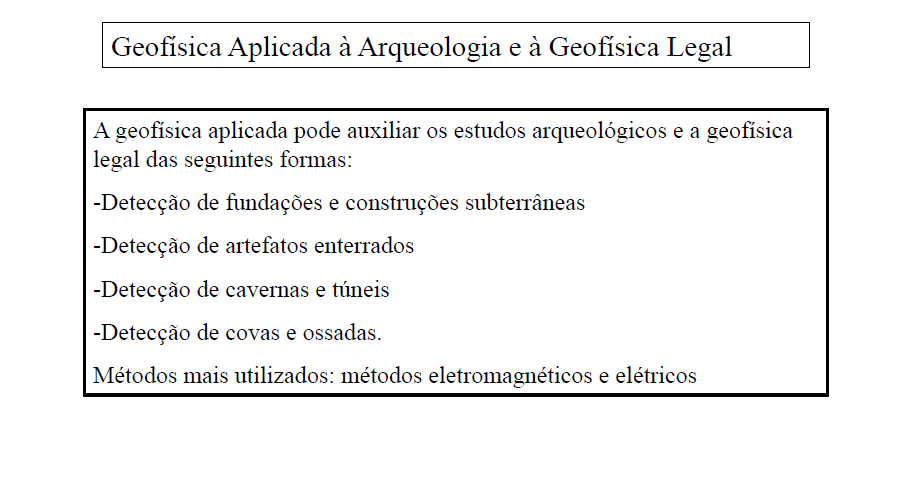 Geofísica Aplicada à Arqueologia e à Geofísica Legal
A geofísica aplicada pode auxiliar os estudos arqueológicos e a geofísica
legal das seguintes formas:
-Detecção de fundações e construções subterrâneas
-Detecção de artefatos enterrados
-Detecção de cavernas e túneis
-Detecção de covas e ossadas.
Métodos mais utilizados: métodos eletromagnéticos e elétricos